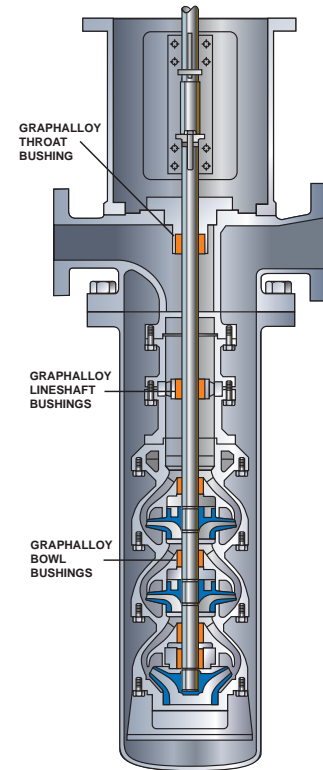 GRAPHALLOY
THROAT
BUSHING
GRAPHALLOY
LINESHAFT
BUSHINGS
GRAPHALLOY
BOWL
BUSHINGS